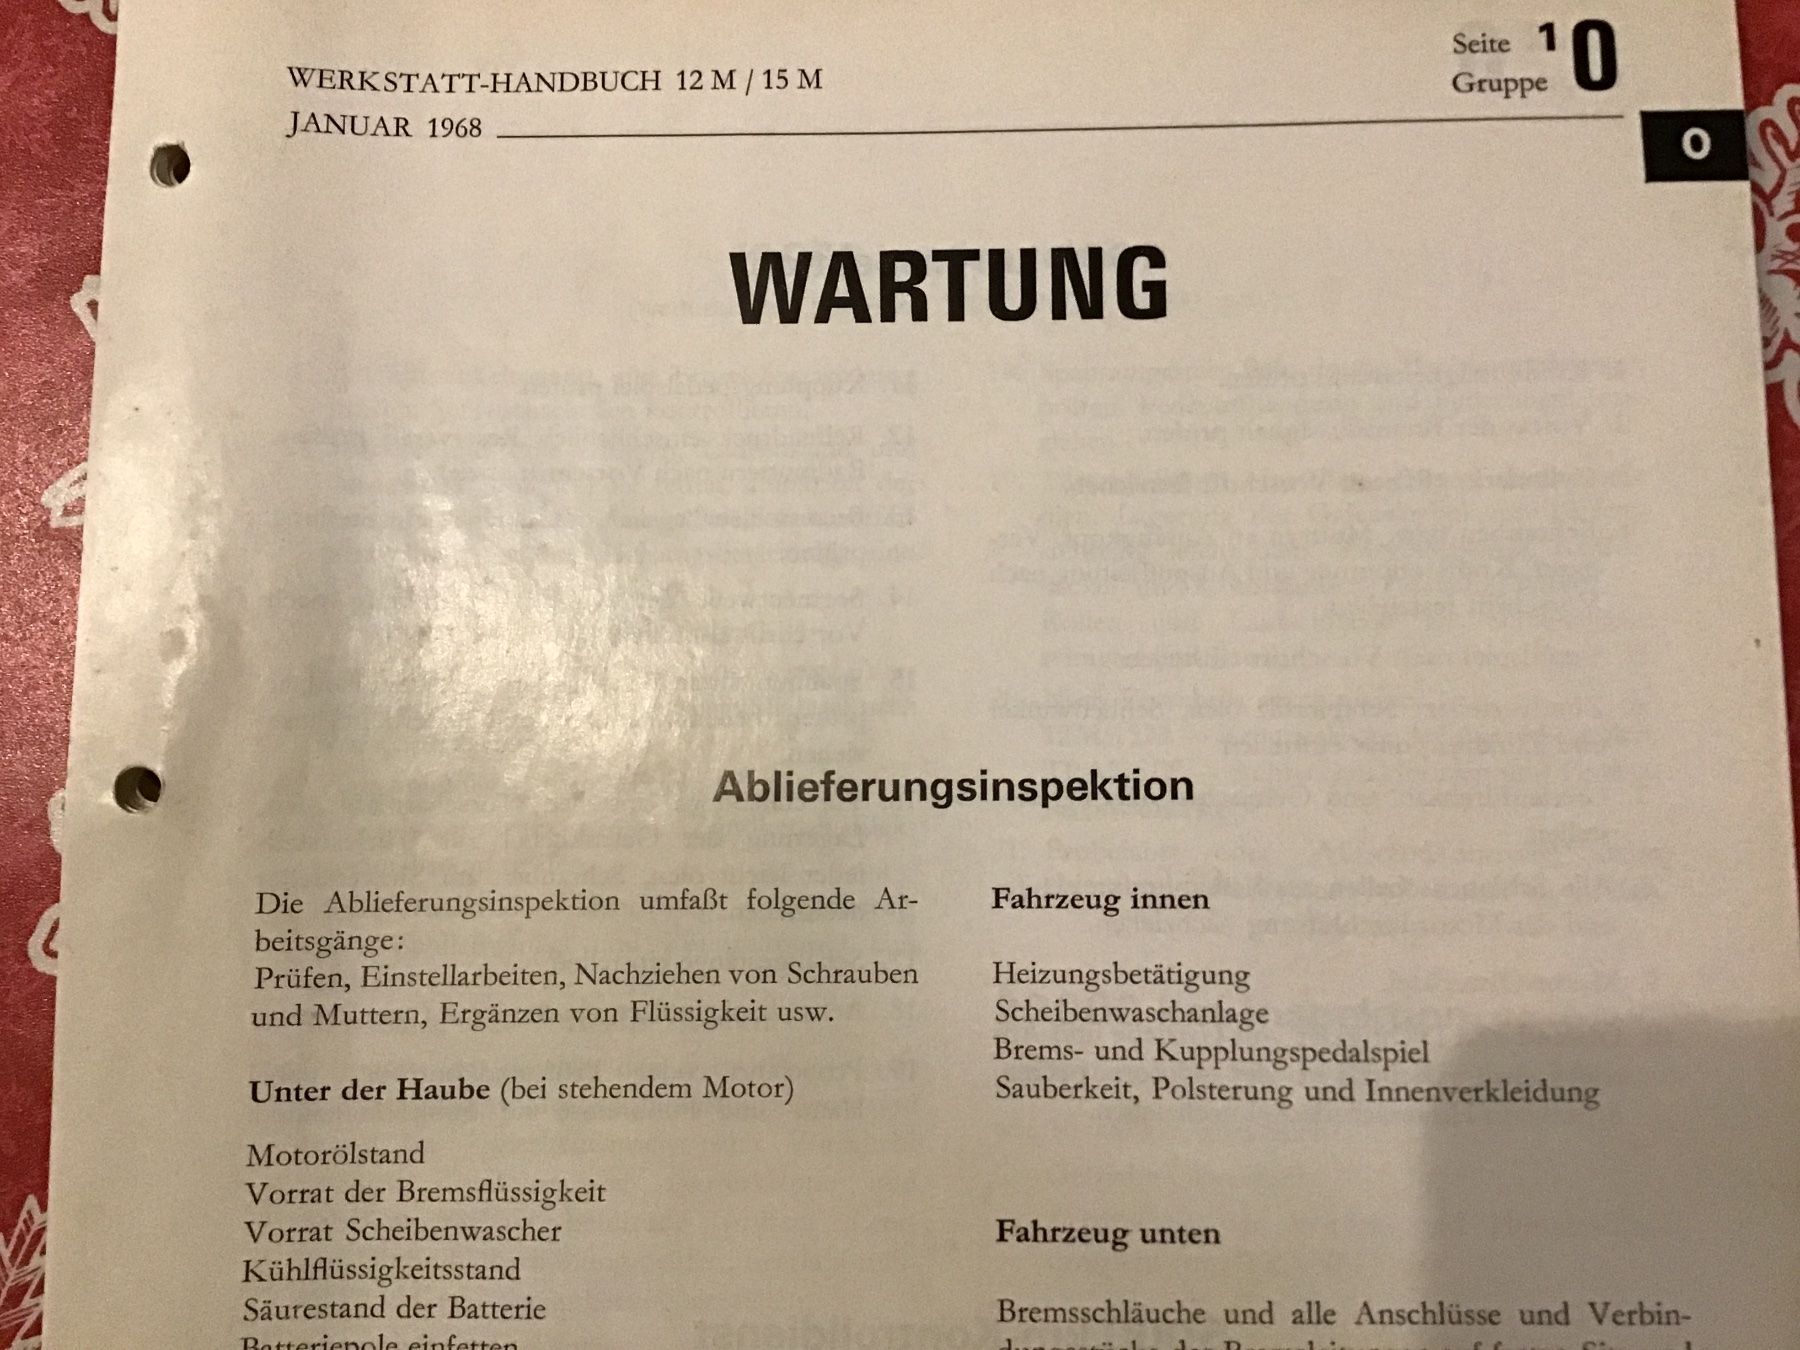 WERKSTATT-HANDBUCH 12 M / 15 M
JANUAR 1968
Seite 1
Gruppe 0
0
WARTUNG
Ablieferungsinspektion
Die Ablieferungsinspektion umfaßt folgende Ar-
beitsgänge:
Prüfen, Einstellarbeiten, Nachziehen von Schrauben
und Muttern, Ergänzen von Flüssigkeit usw.
Unter der Haube (bei stehendem Motor)
Motorölstand
Vorrat der Bremsflüssigkeit
Vorrat Scheibenwascher
Kühlflüssigkeitsstand
Säurestand der Batterie
Batteriepole einfetten
Fahrzeug innen
Heizungsbetätigung
Scheibenwaschanlage
Brems- und Kupplungspedalspiel
Sauberkeit, Polsterung und Innenverkleidung
Fahrzeug unten
Bremsschläuche und alle Anschlüsse und Verbin-